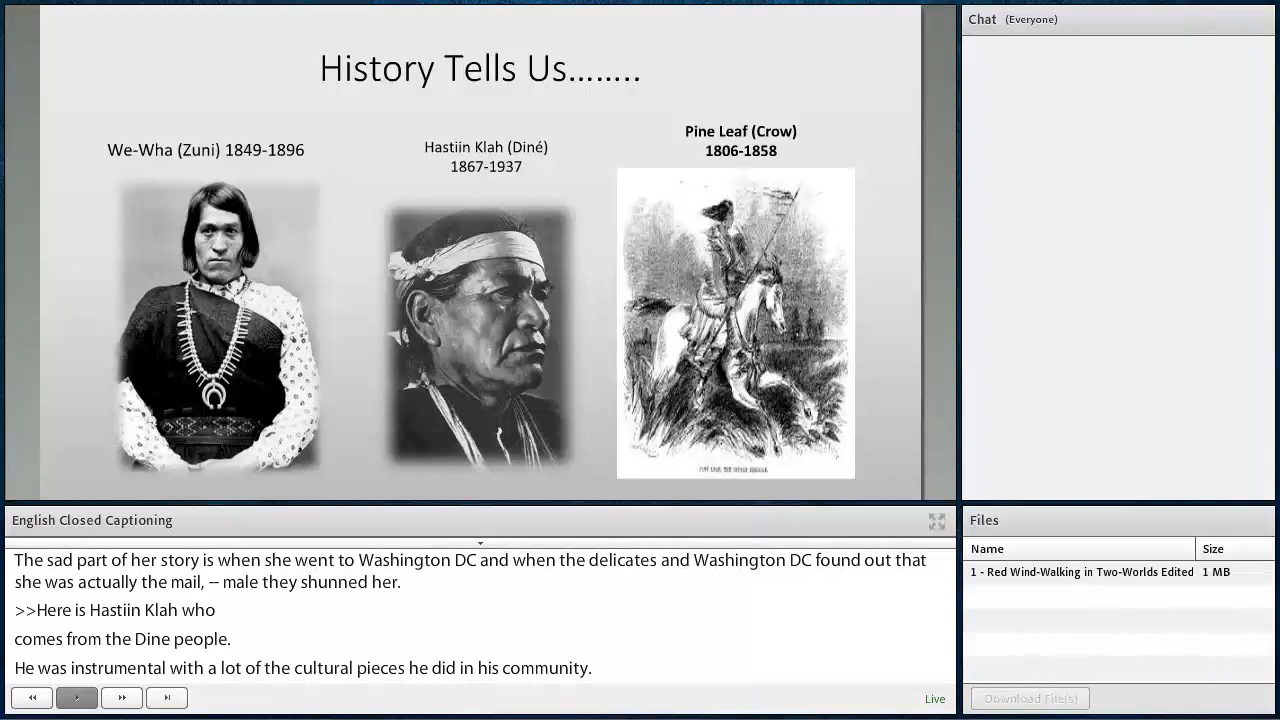 History Tells Us........
We-Wha (Zuni) 1849-1896
Hastiin Klah (Diné)
1867-1937
Pine Leaf (Crow)
1806-1858
PINE LEAF, THE INDIAN HEROINE.
English Closed Captioning
The sad part of her story is when she went to Washington DC and when the delicates and Washington DC found out that
she was actually the mail, -- male they shunned her.
>>Here is Hastiin Klah who
comes from the Dine people.
He was instrumental with a lot of the cultural pieces he did in his community.
Live
Chat (Everyone)
Files
Name Size
1 - Red Wind-Walking in Two-Worlds Edited 1 MB
Download File(s)